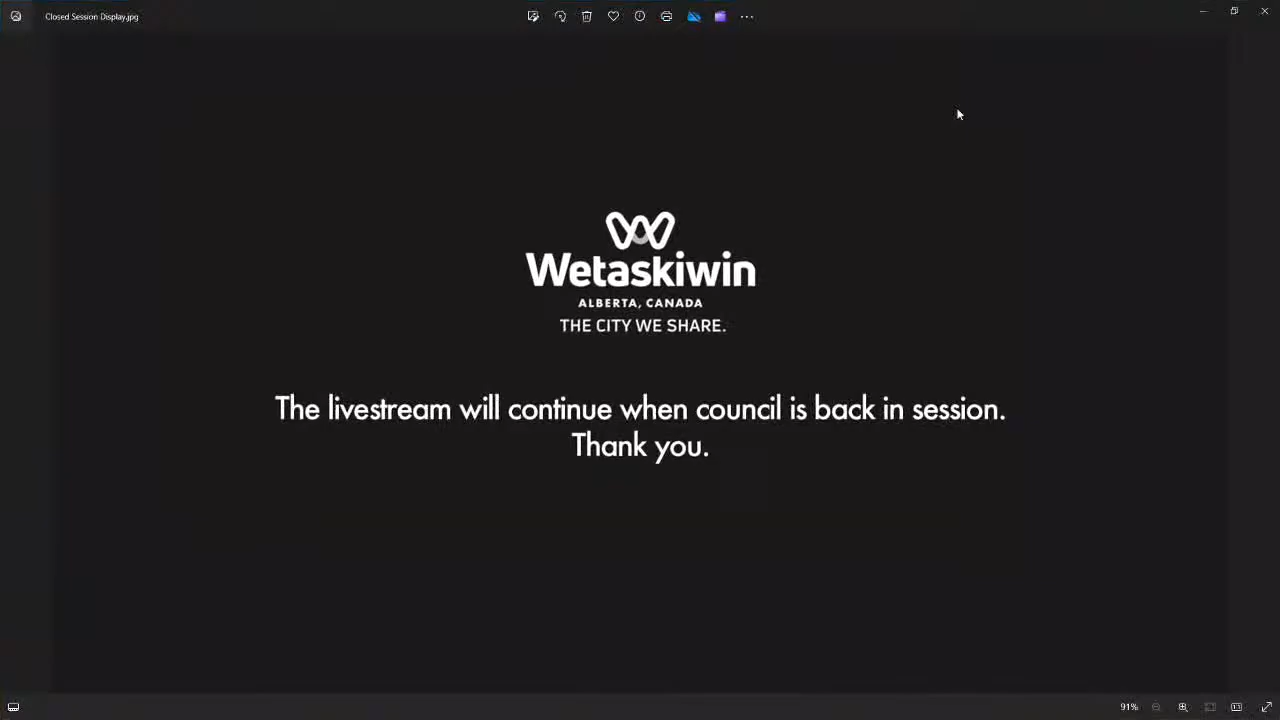 Closed Session Display.jpg
Wetaskiwin
ALBERTA, CANADA
THE CITY WE SHARE.
The livestream will continue when council is back in session.
Thank you.
91%